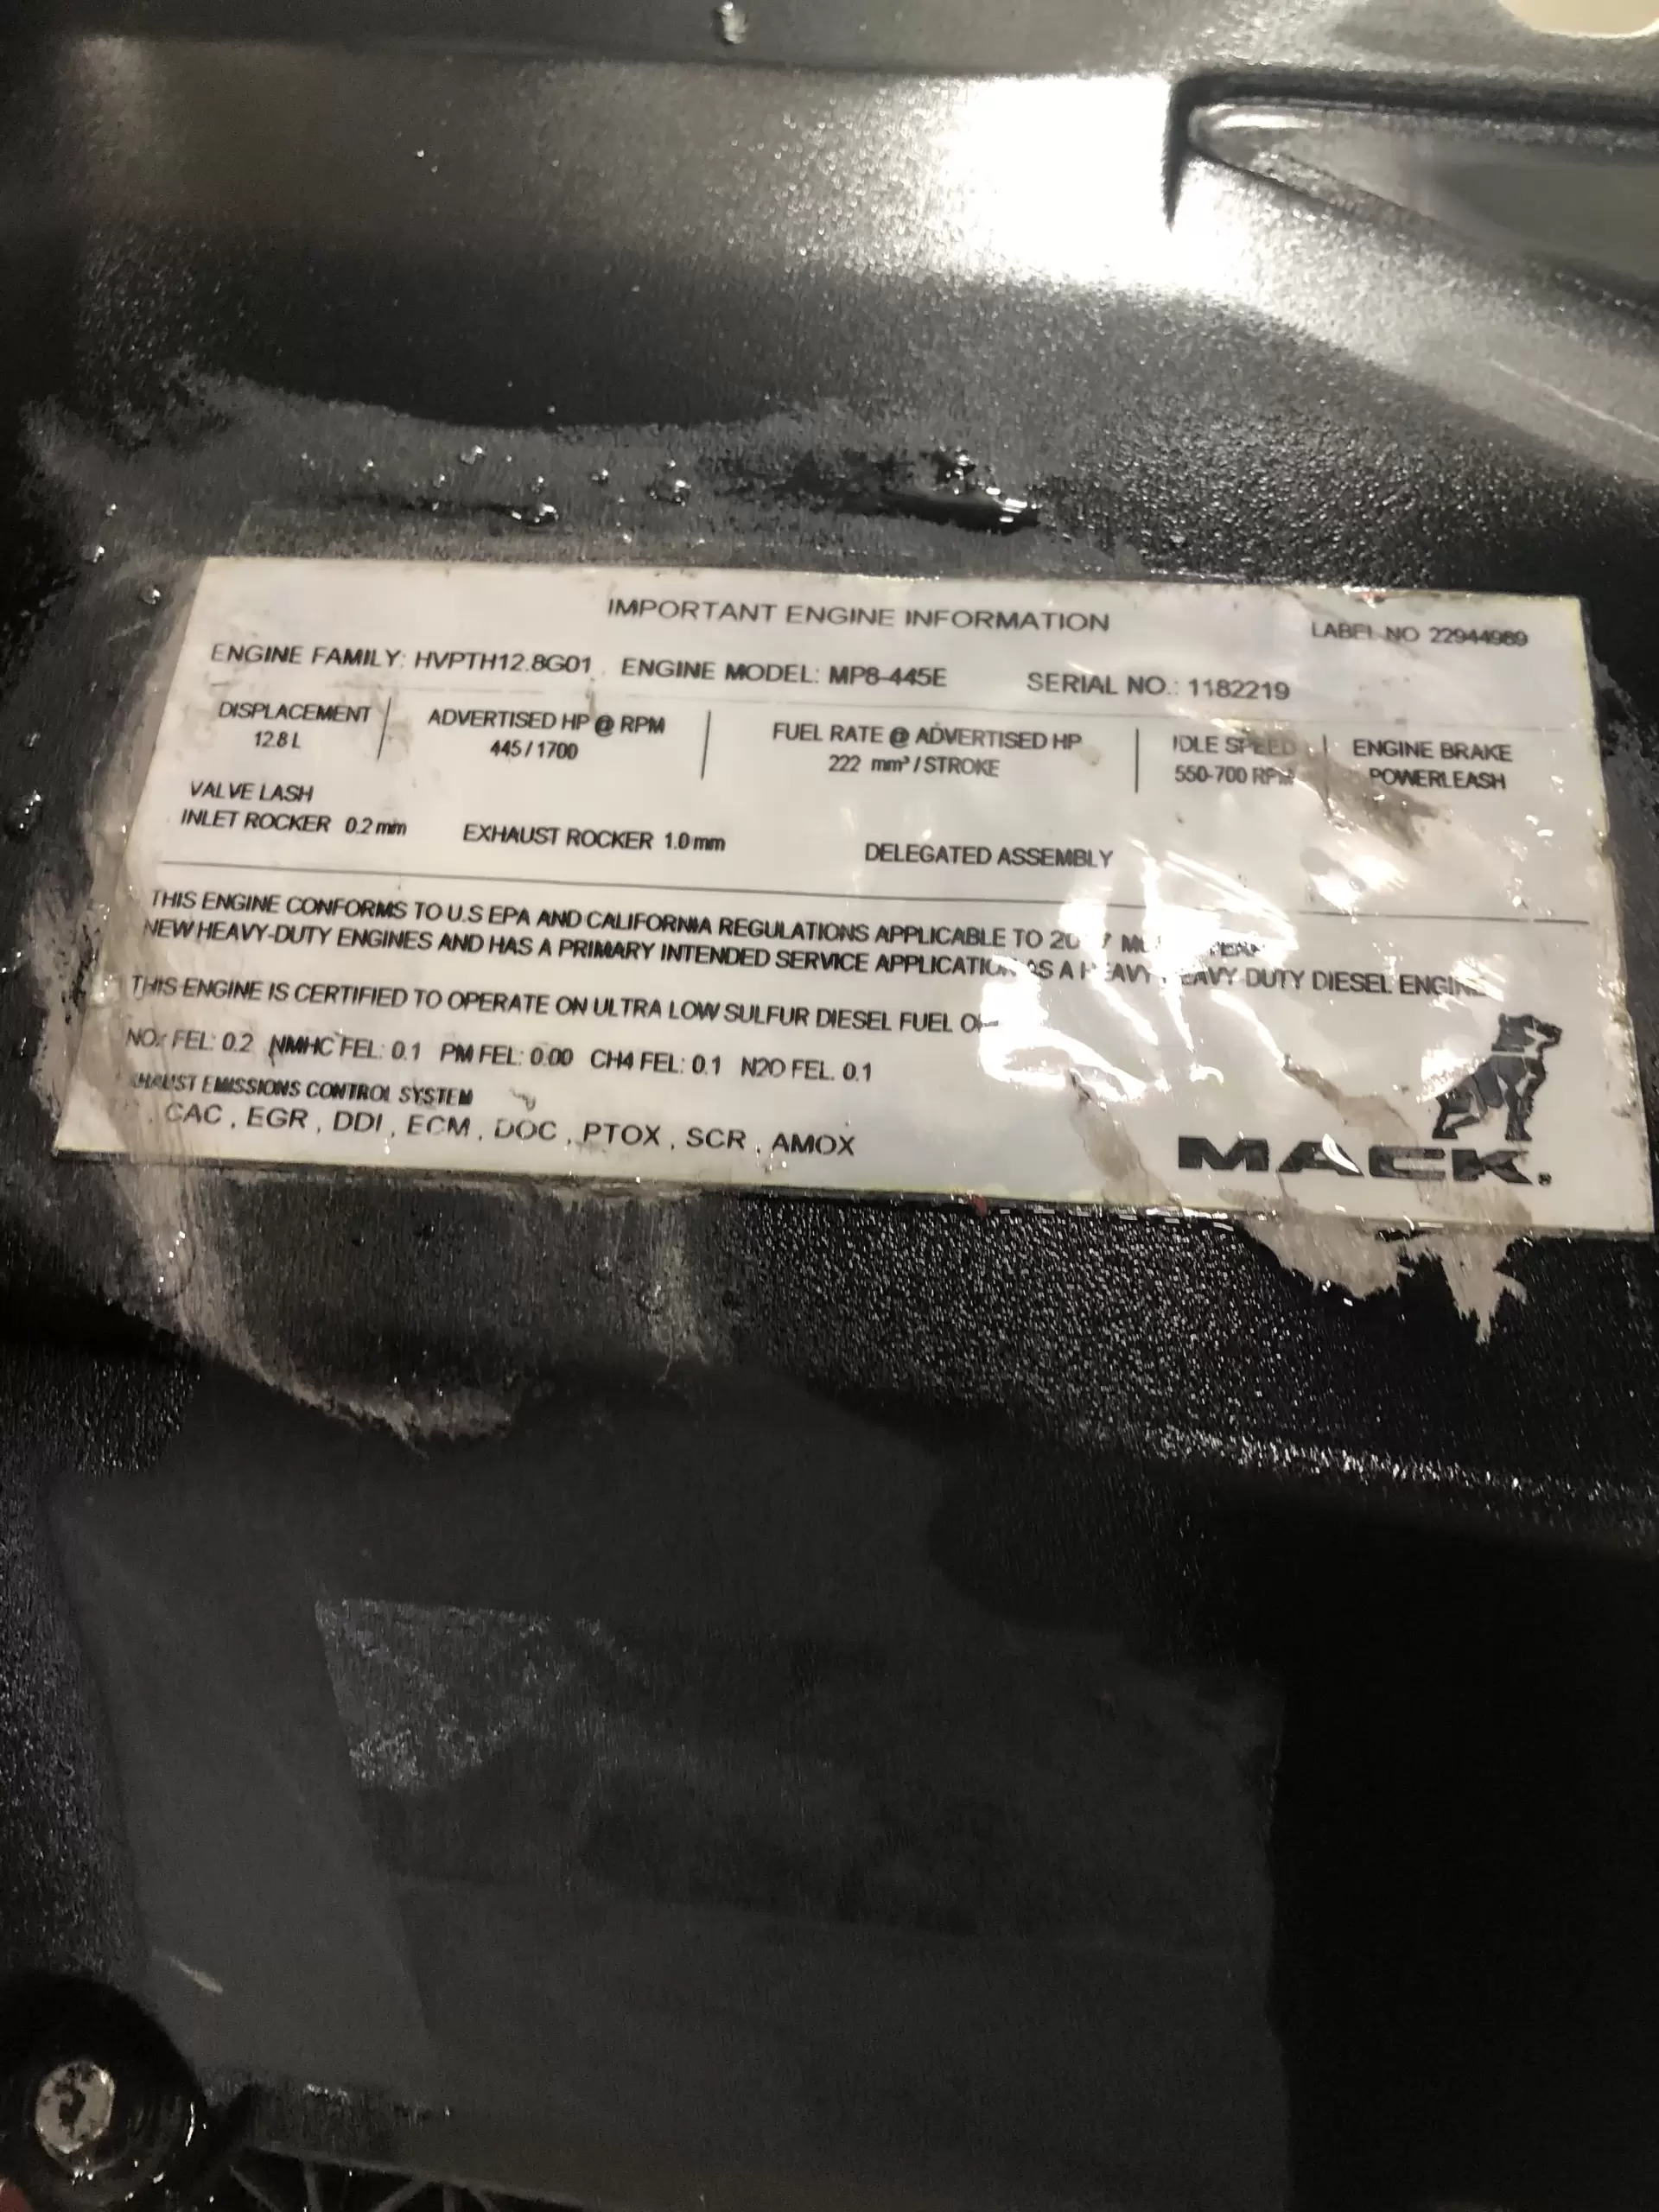 IMPORTANT ENGINE INFORMATION
LABEL NO 22944989
ENGINE FAMILY: HVPTH12.8G01 ENGINE MODEL: MP8-445E SERIAL NO.: 1182219
DISPLACEMENT ADVERTISED HP @ RPM FUEL RATE @ ADVERTISED HP IDLE SPEED ENGINE BRAKE
12.8 L 445 / 1700 222 mm³ / STROKE 550-700 RPM POWERLEASH
VALVE LASH
INLET ROCKER 0.2 mm EXHAUST ROCKER 1.0 mm DELEGATED ASSEMBLY
THIS ENGINE CONFORMS TO U.S EPA AND CALIFORNIA REGULATIONS APPLICABLE TO
NEW HEAVY-DUTY ENGINES AND HAS A PRIMARY INTENDED SERVICE APPLICATION AS A HEAVY HEAVY-DUTY DIESEL ENGINE
THIS ENGINE IS CERTIFIED TO OPERATE ON ULTRA LOW SULFUR DIESEL FUEL
NOx FEL: 0.2 NMHC FEL: 0.1 PM FEL: 0.00 CH4 FEL: 0.1 N2O FEL. 0.1
EXHAUST EMISSIONS CONTROL SYSTEM
, CAC , EGR , DDI , ECM , DOC , PTOX , SCR , AMOX
MACK®